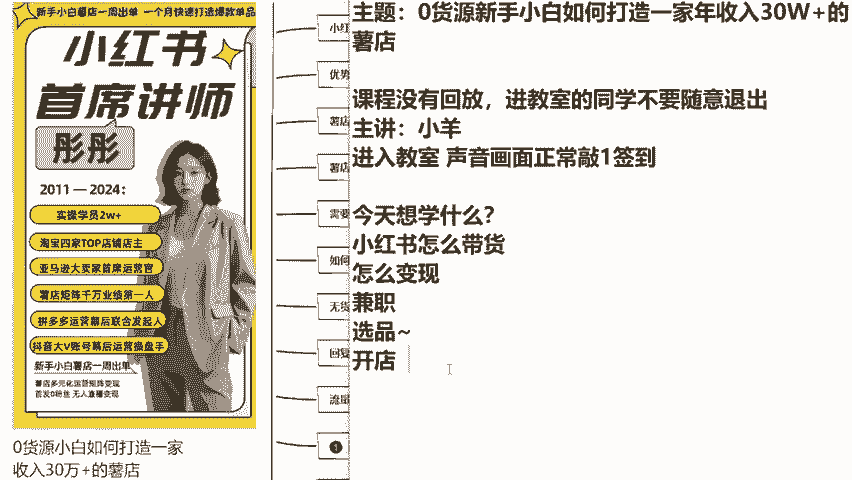 新手小白薯店一周出单 一个月快速打造爆款单品
小红书
首席讲师
彤彤
2011 — 2024：
实操学员2w+
淘宝四家TOP店铺店主
亚马逊大卖家首席运营官
薯店矩阵千万业绩第一人
拼多多运营幕后联合发起人
抖音大V账号幕后运营操盘手
新手小白薯店一周出单
薯店多元化运营矩阵变现
首发0粉丝 无人直播变现
0货源小白如何打造一家
收入30万+的薯店
小红
优势
薯店
薯店
需要
如何
无货
回复
流量
1
主题：0货源新手小白如何打造一家年收入30W+的
薯店
课程没有回放，进教室的同学不要随意退出
主讲：小羊
进入教室 声音画面正常敲1签到
今天想学什么？
小红书怎么带货
怎么变现
兼职
选品~
开店